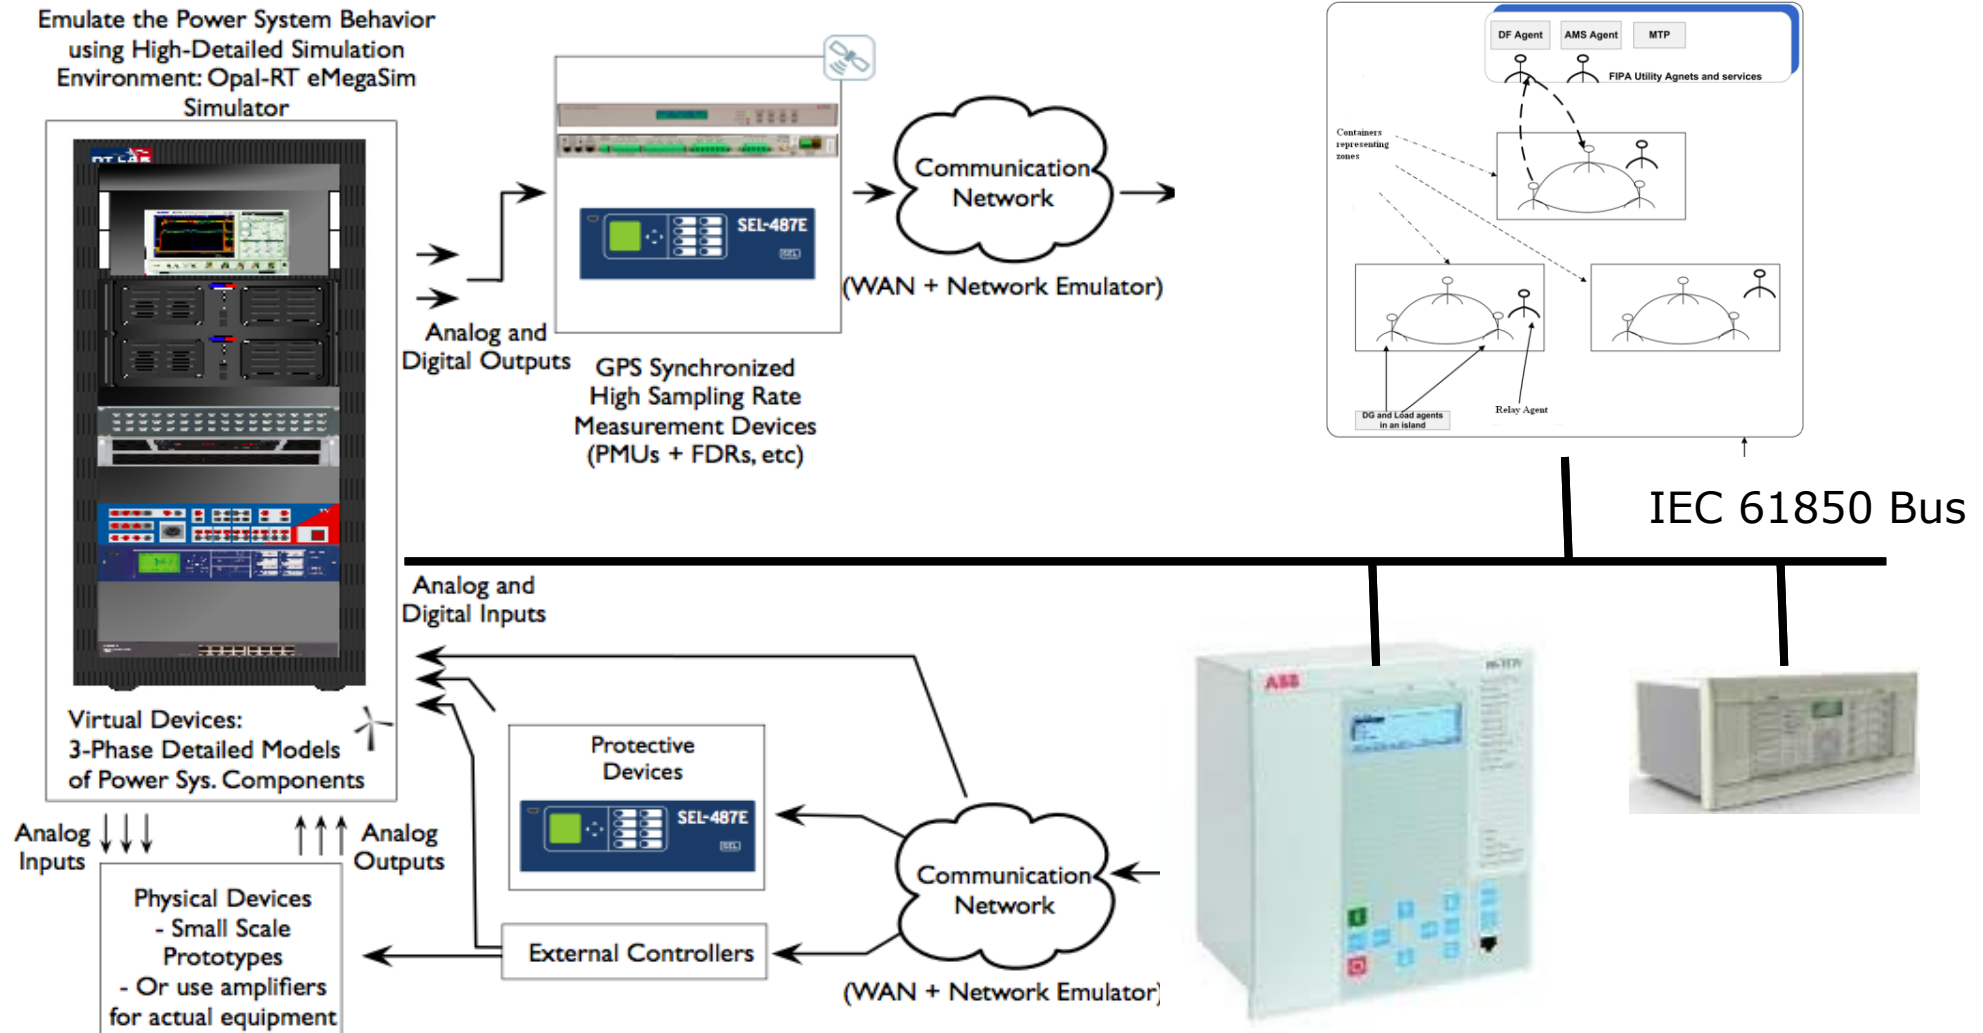 Emulate the Power System Behavior
using High-Detailed Simulation
Environment: Opal-RT eMegaSim
Simulator
SEL-487E
SEL
Analog and
Digital Outputs
GPS Synchronized
High Sampling Rate
Measurement Devices
(PMUs + FDRs, etc)
Communication
Network
(WAN + Network Emulator)
DF Agent
AMS Agent
MTP
FIPA Utility Agnets and services
Containers
representing
zones
DG and Load agents
in an island
Relay Agent
IEC 61850 Bus
Analog and
Digital Inputs
Virtual Devices:
3-Phase Detailed Models
of Power Sys. Components
Analog
Inputs
Analog
Outputs
Physical Devices
- Small Scale
Prototypes
- Or use amplifiers
for actual equipment
Protective
Devices
SEL-487E
SEL
External Controllers
Communication
Network
(WAN + Network Emulator)
ABB